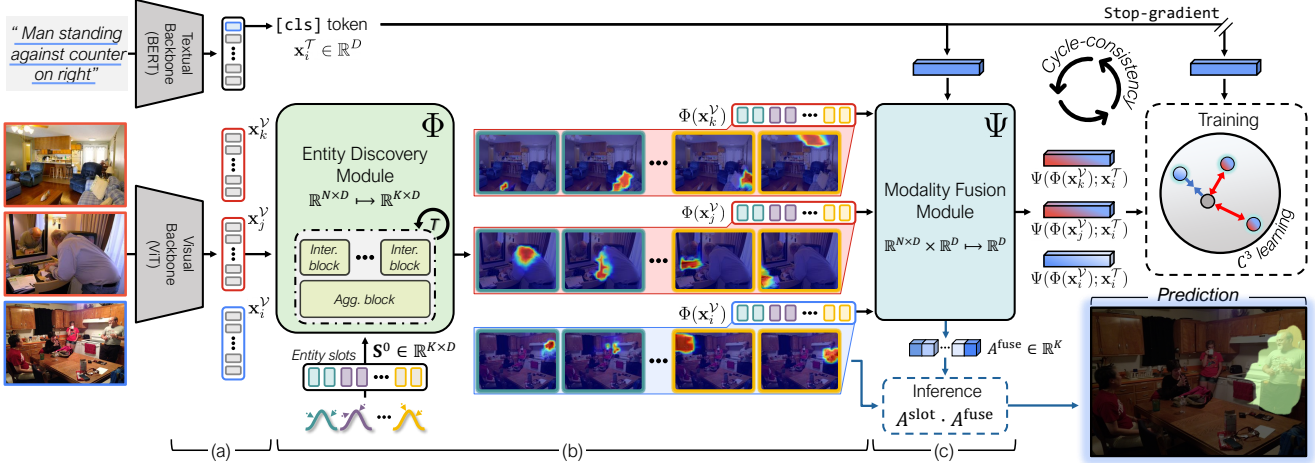 “ Man standing
against counter
on right”
Textual
Backbone
(BERT)
[cls] token
x_i^𝒯 ∈ ℝ^D
Stop-gradient
Cycle-consistency
x_k^𝒱
x_j^𝒱
x_i^𝒱
Visual
Backbone
(ViT)
Φ
Entity Discovery
Module
ℝ^{N×D} ↦ ℝ^{K×D}
T
Inter.
block
Inter.
block
Agg. block
Entity slots
S^0 ∈ ℝ^{K×D}
Φ(x_k^𝒱)
Φ(x_j^𝒱)
Φ(x_i^𝒱)
Ψ
Modality Fusion
Module
ℝ^{N×D} × ℝ^D ↦ ℝ^D
Ψ(Φ(x_k^𝒱); x_i^𝒯)
Ψ(Φ(x_j^𝒱); x_i^𝒯)
Ψ(Φ(x_i^𝒱); x_i^𝒯)
Training
C^3 learning
A^fuse ∈ ℝ^K
Inference
A^slot · A^fuse
Prediction
(a)
(b)
(c)